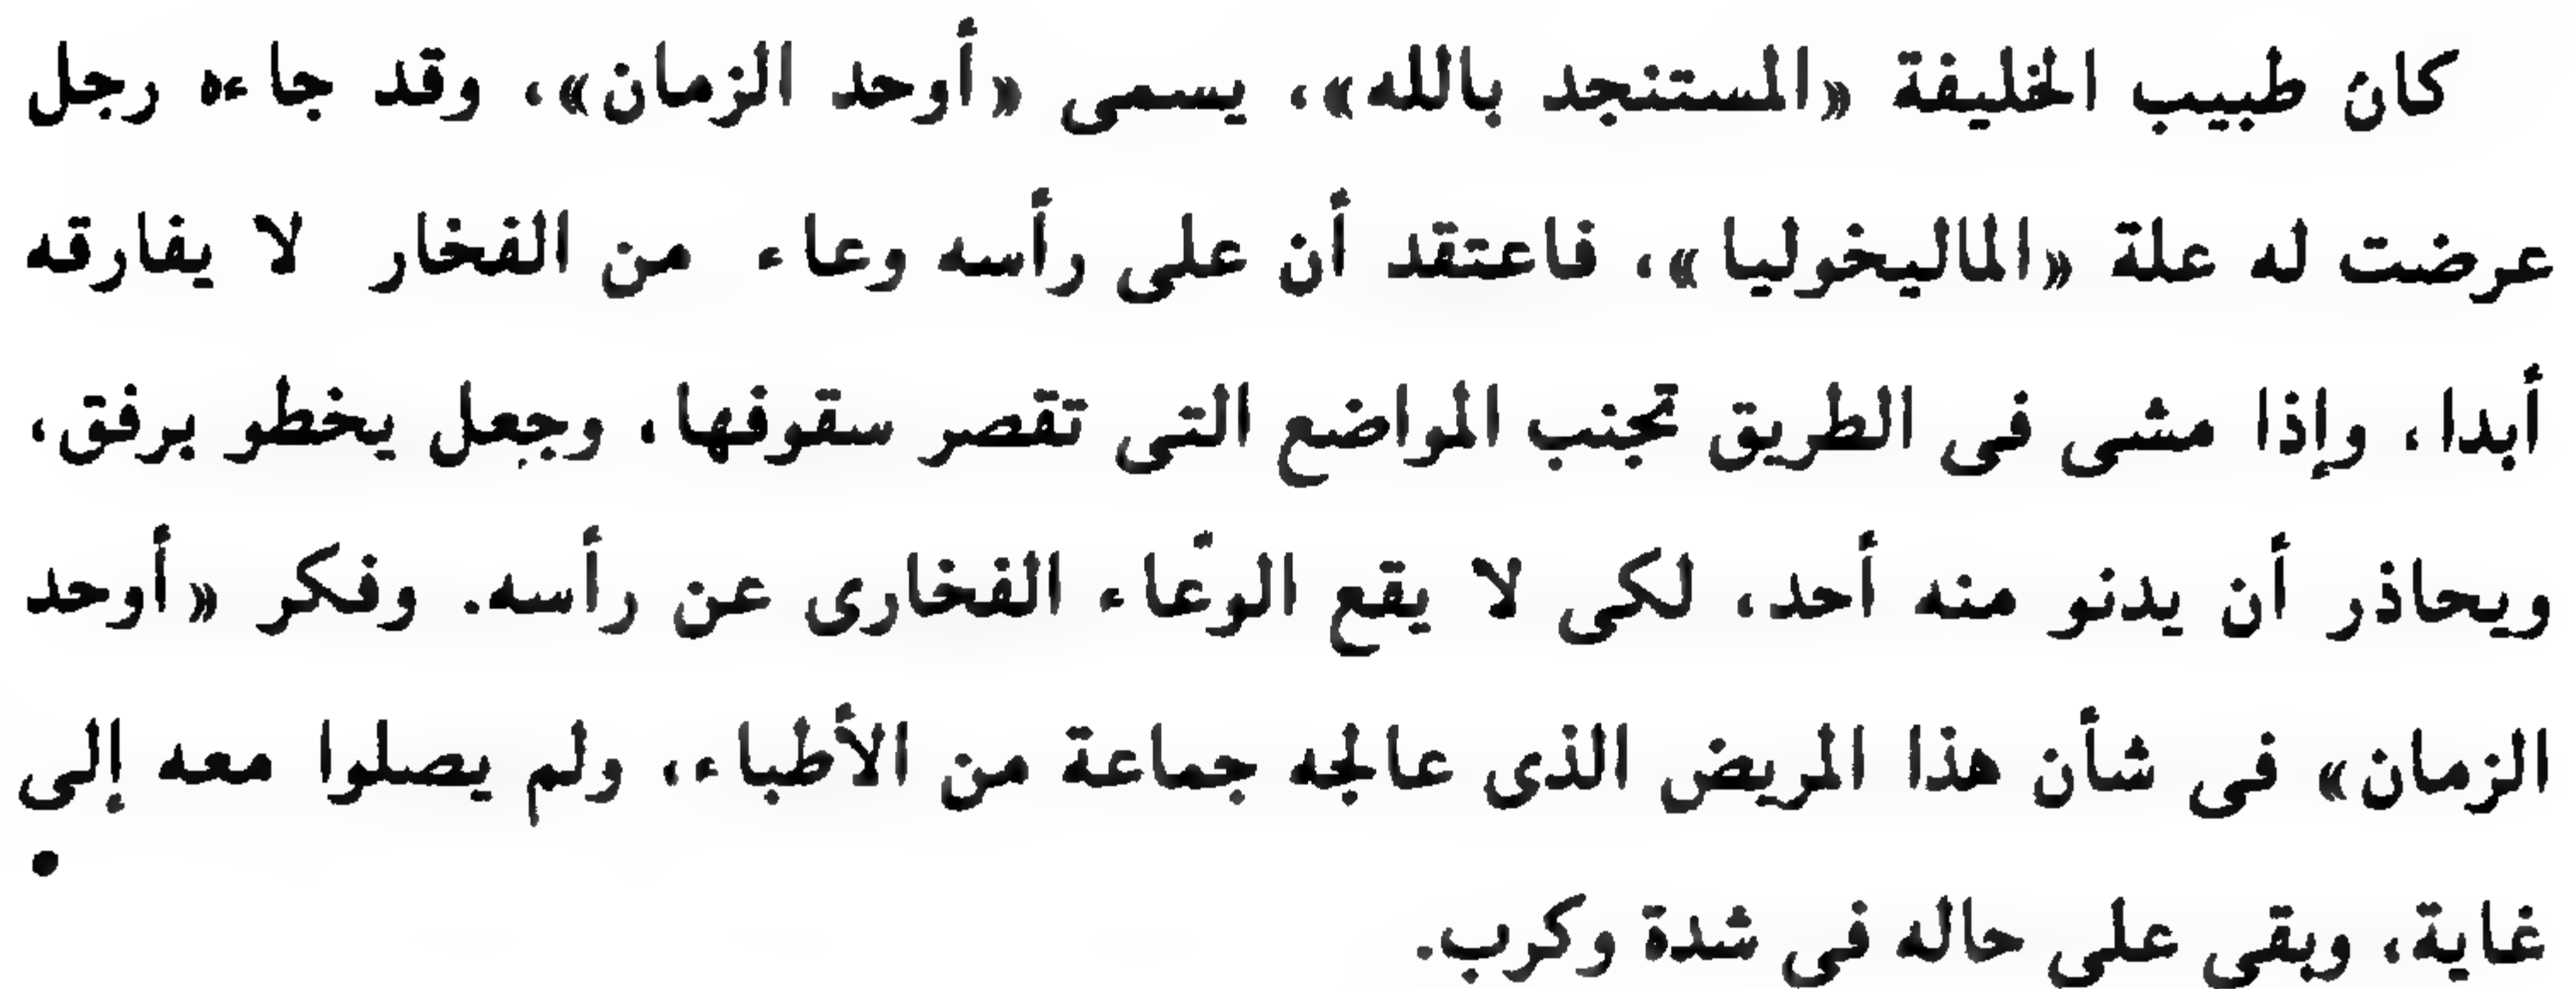 كان طبيب الخليفة «المستنجد بالله»، يسمى «أوحد الزمان»، وقد جاءه رجل
عرضت له علة «الماليخوليا»، فاعتقد أن على رأسه وعاء من الفخار لا يفارقه
أبدا، وإذا مشى فى الطريق تجنب المواضع التى تقصر سقوفها، وجعل يخطو برفق،
ويحاذر أن يدنو منه أحد، لكى لا يقع الوعاء الفخارى عن رأسه. وفكر «أوحد
الزمان» فى شأن هذا المريض الذى عالجه جماعة من الأطباء، ولم يصلوا معه إلى
غاية، وبقى على حاله فى شدة وكرب.